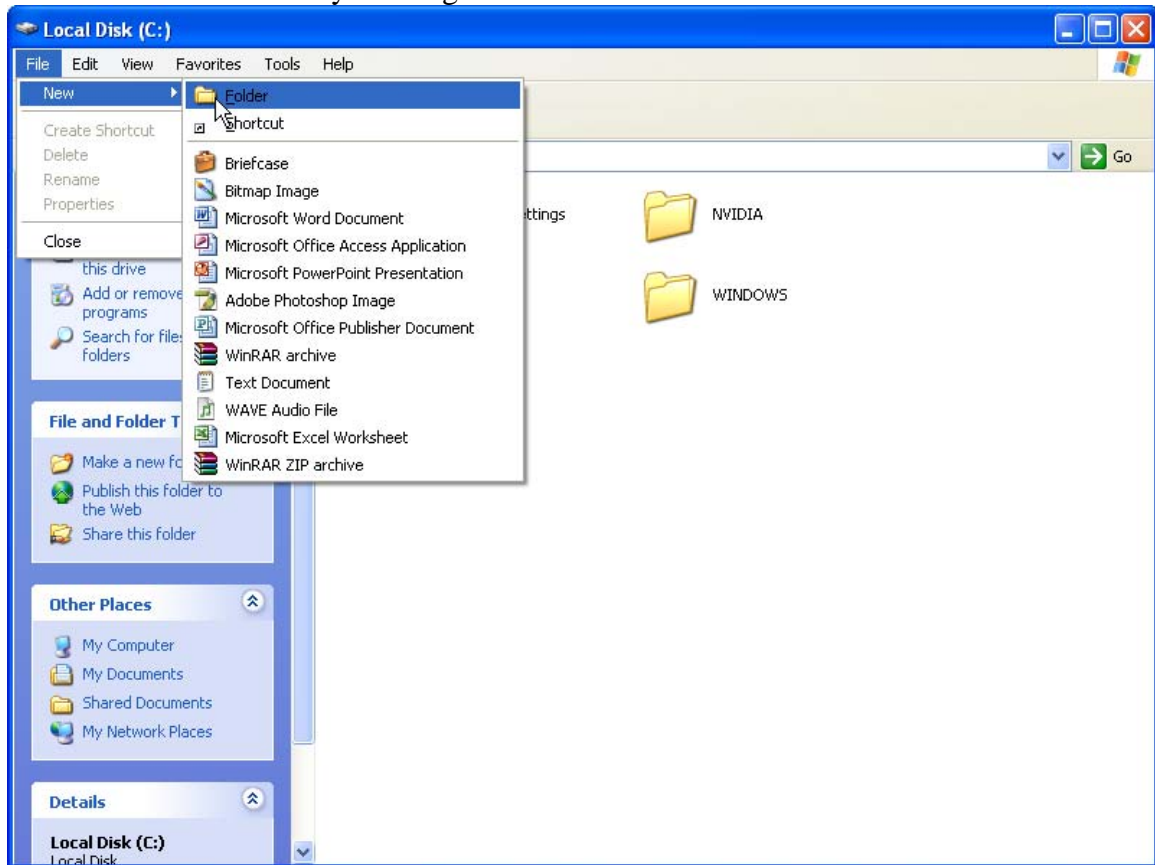 Local Disk (C:)
File Edit View Favorites Tools Help
New
Create Shortcut
Delete
Rename
Properties
Close
Folder
Shortcut
Briefcase
Bitmap Image
Microsoft Word Document
Microsoft Office Access Application
Microsoft PowerPoint Presentation
Adobe Photoshop Image
Microsoft Office Publisher Document
WinRAR archive
Text Document
WAVE Audio File
Microsoft Excel Worksheet
WinRAR ZIP archive
Go
ttings
NVIDIA
WINDOWS
this drive
Add or remove
programs
Search for file
folders
File and Folder T
Make a new fo
Publish this folder to
the Web
Share this folder
Other Places
My Computer
My Documents
Shared Documents
My Network Places
Details
Local Disk (C:)
Local Disk